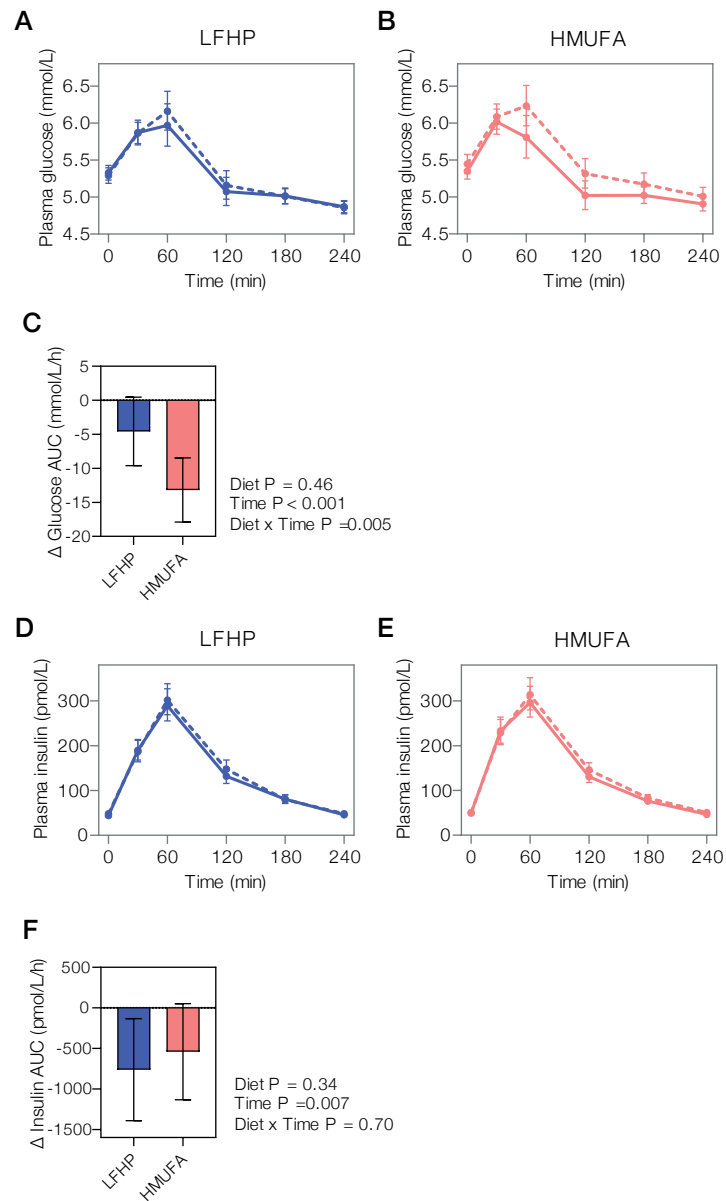 A
LFHP
Plasma glucose (mmol/L)
6.5
6.0
5.5
5.0
4.5
0 60 120 180 240
Time (min)
B
HMUFA
Plasma glucose (mmol/L)
6.5
6.0
5.5
5.0
4.5
0 60 120 180 240
Time (min)
C
Δ Glucose AUC (mmol/L/h)
5
0
-5
-10
-15
-20
LFHP
HMUFA
Diet P = 0.46
Time P < 0.001
Diet x Time P =0.005
D
LFHP
Plasma insulin (pmol/L)
300
200
100
0
0 60 120 180 240
Time (min)
E
HMUFA
Plasma insulin (pmol/L)
300
200
100
0
0 60 120 180 240
Time (min)
F
Δ Insulin AUC (pmol/L/h)
500
0
-500
-1000
-1500
LFHP
HMUFA
Diet P = 0.34
Time P =0.007
Diet x Time P = 0.70